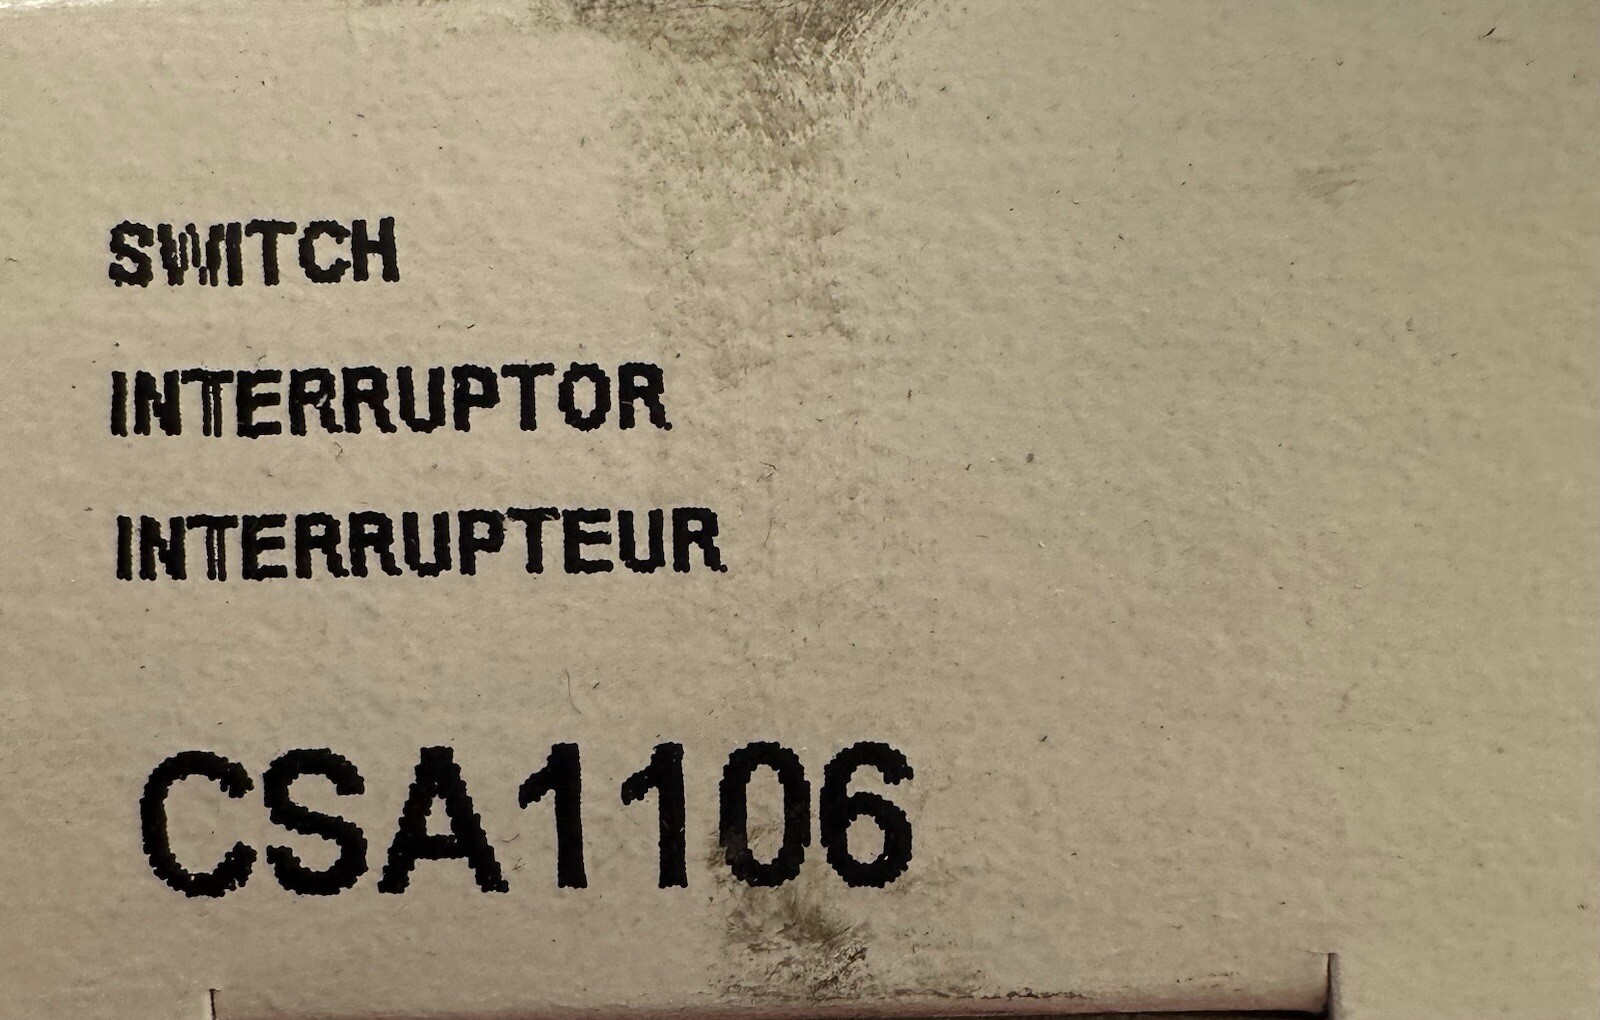 SWITCH
INTERRUPTOR
INTERRUPTEUR
CSA1106